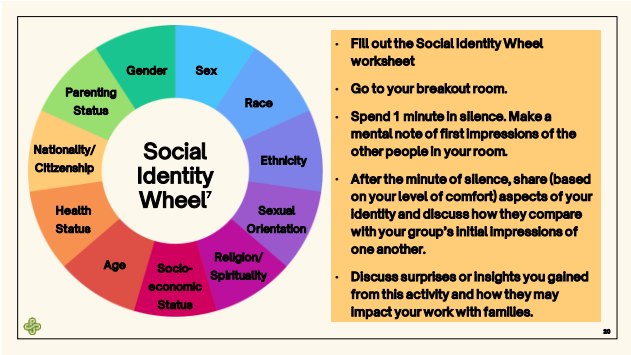 Gender
Sex
Race
Ethnicity
Sexual
Orientation
Religion/
Spirituality
Socio-
economic
Status
Age
Health
Status
Nationality/
Citizenship
Parenting
Status
Social
Identity
Wheel⁷
• Fill out the Social Identity Wheel
worksheet
• Go to your breakout room.
• Spend 1 minute in silence. Make a
mental note of first impressions of the
other people in your room.
• After the minute of silence, share (based
on your level of comfort) aspects of your
identity and discuss how they compare
with your group's initial impressions of
one another.
• Discuss surprises or insights you gained
from this activity and how they may
impact your work with families.
20